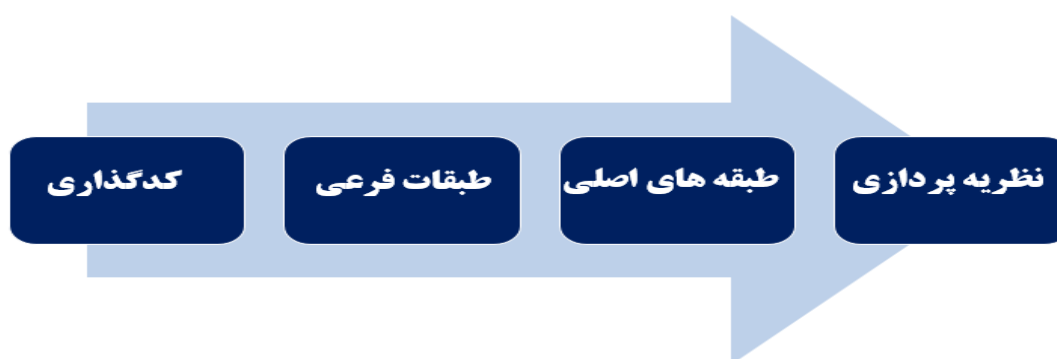 کدگذاری
طبقات فرعی
طبقه های اصلی
نظریه پردازی